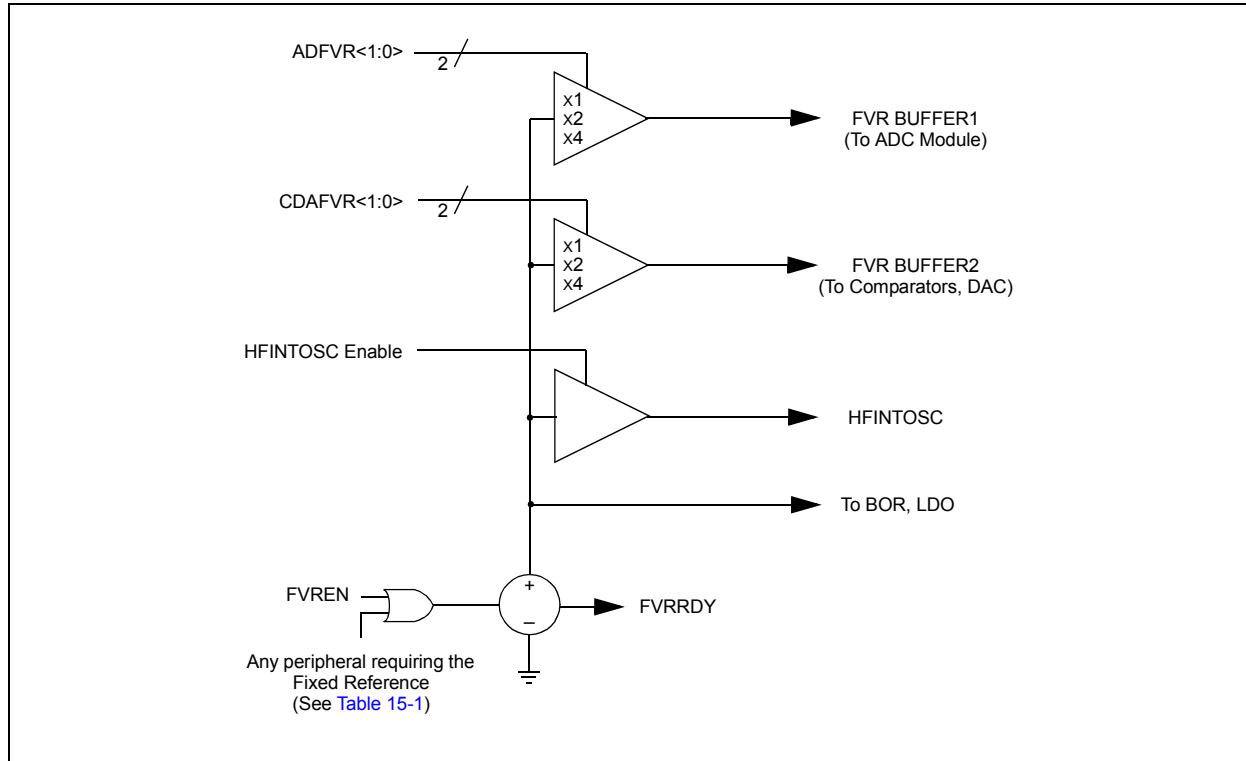 ADFVR<1:0>
2
x1
x2
x4
FVR BUFFER1
(To ADC Module)
CDAFVR<1:0>
2
x1
x2
x4
FVR BUFFER2
(To Comparators, DAC)
HFINTOSC Enable
HFINTOSC
To BOR, LDO
FVREN
+
_
FVRRDY
Any peripheral requiring the
Fixed Reference
(See Table 15-1)